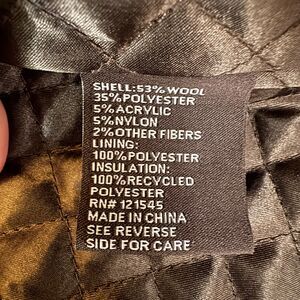 SHELL:53%WOOL
35%POLYESTER
5%ACRYLIC
5%NYLON
2%OTHER FIBERS
LINING:
100%POLYESTER
INSULATION:
100%RECYCLED
POLYESTER
RN# 121545
MADE IN CHINA
SEE REVERSE
SIDE FOR CARE